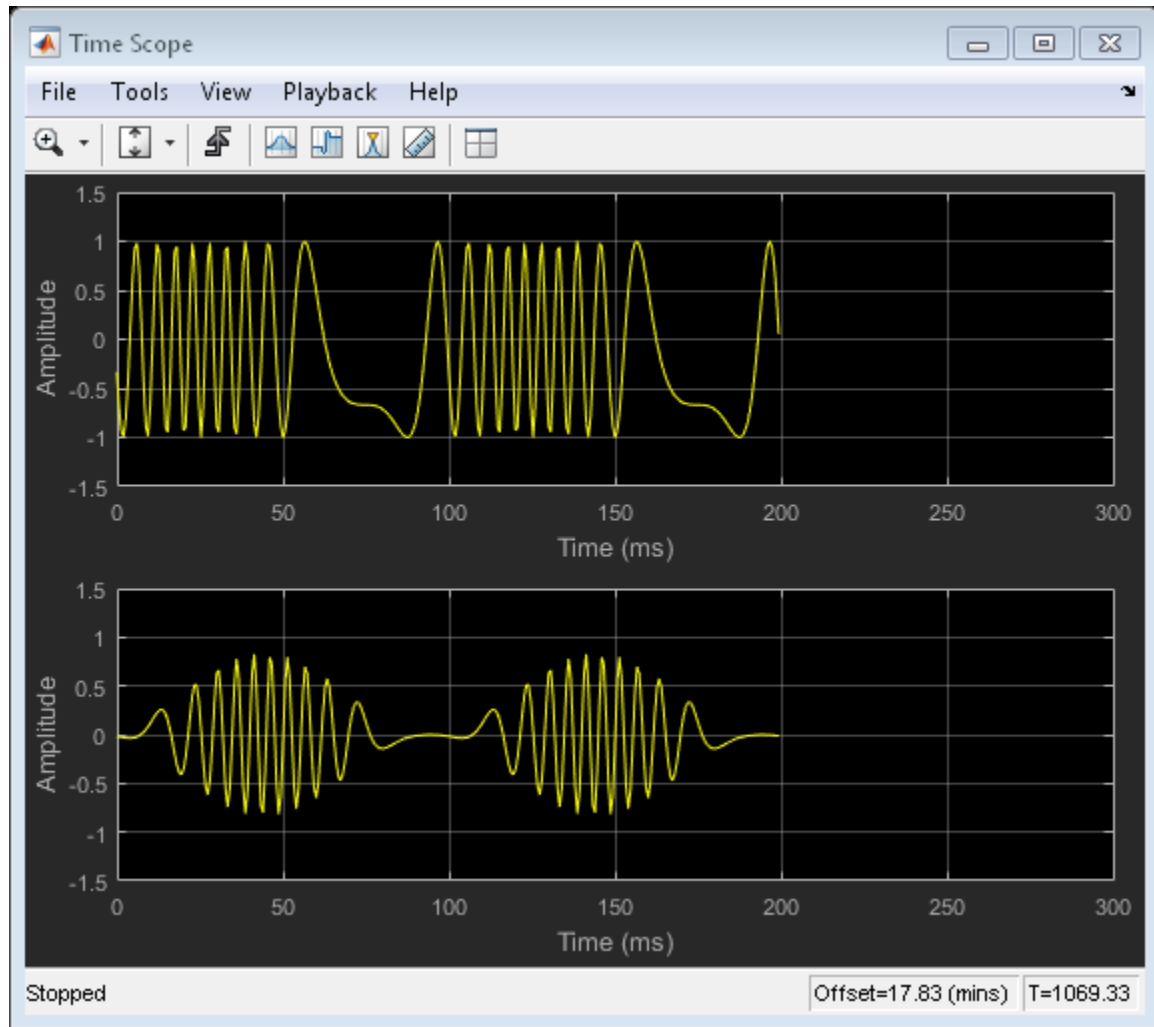 Time Scope
File Tools View Playback Help
1.5
1
0.5
0
-0.5
-1
-1.5
Amplitude
0 50 100 150 200 250 300
Time (ms)
1.5
1
0.5
0
-0.5
-1
-1.5
Amplitude
0 50 100 150 200 250 300
Time (ms)
Stopped Offset=17.83 (mins) T=1069.33